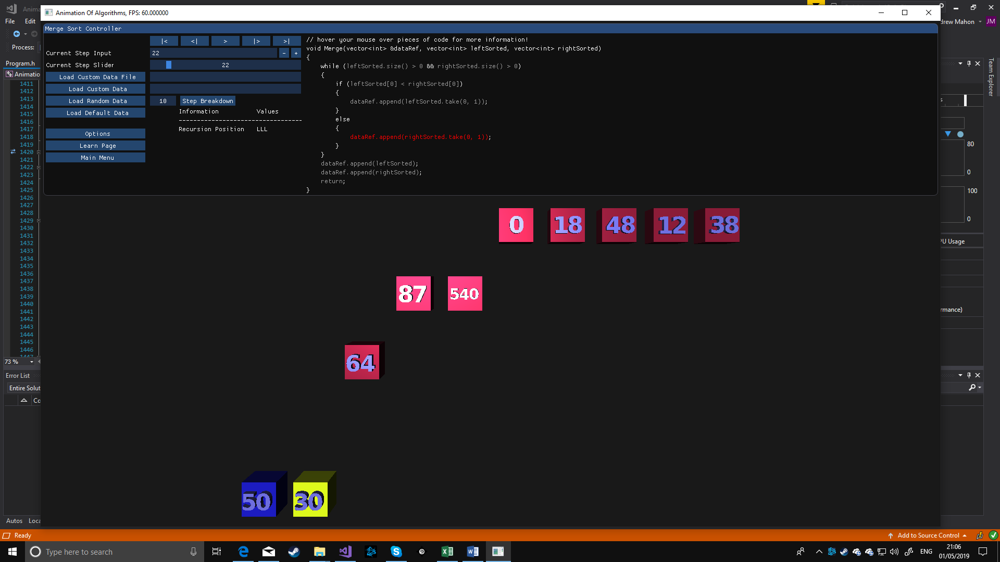 Anima
Animation Of Algorithms, FPS: 60.000000
File Edit
drew Mahon JM
Process:
Program.h
Animatio
Merge Sort Controller
|< <| > |> >|
Current Step Input 22 - +
Current Step Slider 22
Load Custom Data File
Load Custom Data
Load Random Data 10 Step Breakdown
Load Default Data
Information Values
----------------------------------
Recursion Position LLL
Options
Learn Page
Main Menu
// hover your mouse over pieces of code for more information!
void Merge(vector<int> &dataRef, vector<int> leftSorted, vector<int> rightSorted)
{
while (leftSorted.size() > 0 && rightSorted.size() > 0)
{
if (leftSorted[0] < rightSorted[0])
{
dataRef.append(leftSorted.take(0, 1));
}
else
{
dataRef.append(rightSorted.take(0, 1));
}
}
dataRef.append(leftSorted);
dataRef.append(rightSorted);
return;
}
0 18 48 12 38
87 540
64
50 30
1411
1412
1413
1414
1415
1416
1417
1418
1419
1420
1421
1422
1423
1424
1425
1426
1427
1428
1429
1430
1431
1432
1433
1434
1435
1436
1437
1438
1439
1440
1441
1442
1443
1444
1445
1446
1447
73 %
Error List
Entire Solut
Co
Autos Loca
Team Explorer
s
80
0
100
0
PU Usage
rmance)
Ready
Add to Source Control
Type here to search
ENG
21:06
01/05/2019